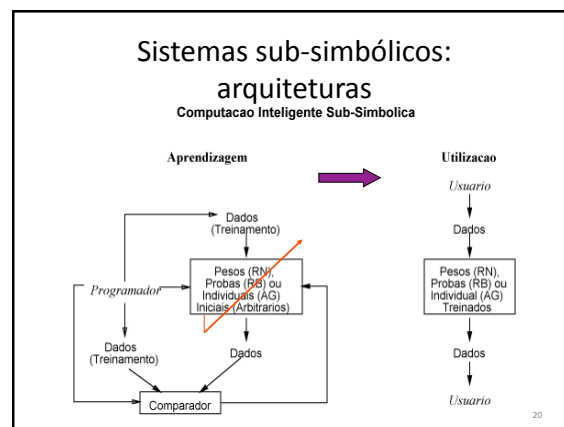 Sistemas sub-simbólicos:
arquiteturas
Computacao Inteligente Sub-Simbolica
Aprendizagem
Utilizacao
Usuario
Dados
(Treinamento)
Dados
Pesos (RN),
Probas (RB) ou
Individuais (AG)
Iniciais (Arbitrarios)
Pesos (RN),
Probas (RB) ou
Individual (AG)
Treinados
Programador
Dados
(Treinamento)
Dados
Dados
Comparador
Usuario
20